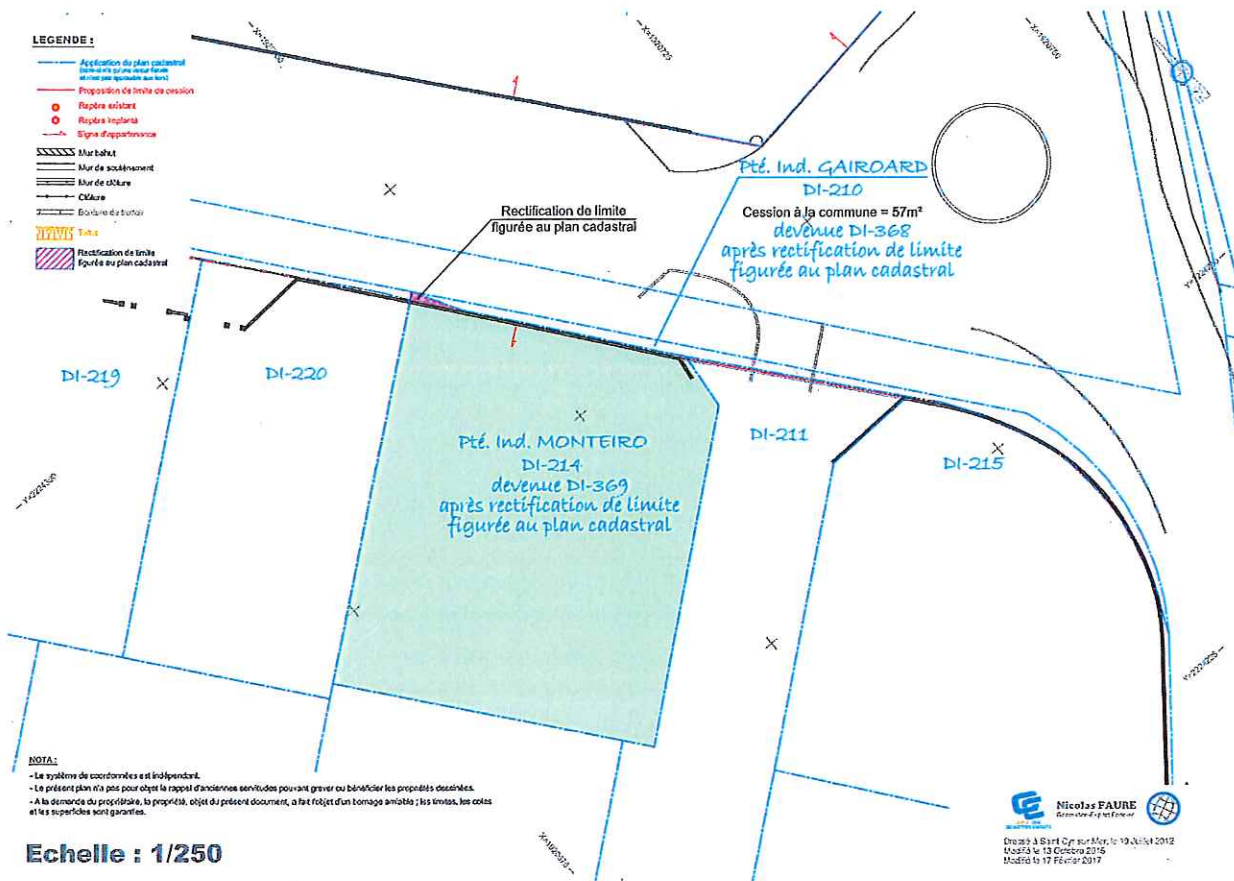 LEGENDE :
Application du plan cadastral
Proposition de limite de cession
Repère existant
Repère implanté
Signe d'appartenance
Mur bahut
Mur de soutènement
Mur de clôture
Clôture
Bordure de trottoir
Talus
Rectification de limite
figurée au plan cadastral
Rectification de limite
figurée au plan cadastral
Pté. Ind. GAIROARD
DI-210
Cession à la commune = 57m²
devenue DI-368
après rectification de limite
figurée au plan cadastral
DI-219
DI-220
Pté. Ind. MONTEIRO
DI-214
devenue DI-369
après rectification de limite
figurée au plan cadastral
DI-211
DI-215
NOTA :
- Le système de coordonnées est indépendant.
- Le présent plan n'a pas pour objet le rappel d'anciennes servitudes pouvant grever ou bénéficier les propriétés dessinées.
- A la demande du propriétaire, la propriété, objet du présent document, a fait l'objet d'un bornage amiable ; les limites, les cotes
et les superficies sont garanties.
Echelle : 1/250
Nicolas FAURE
Géomètre-Expert Foncier
Dressé à Saint Cyr sur Mer, le 19 Juillet 2012
Modifié le 13 Octobre 2016
Modifié le 17 Février 2017